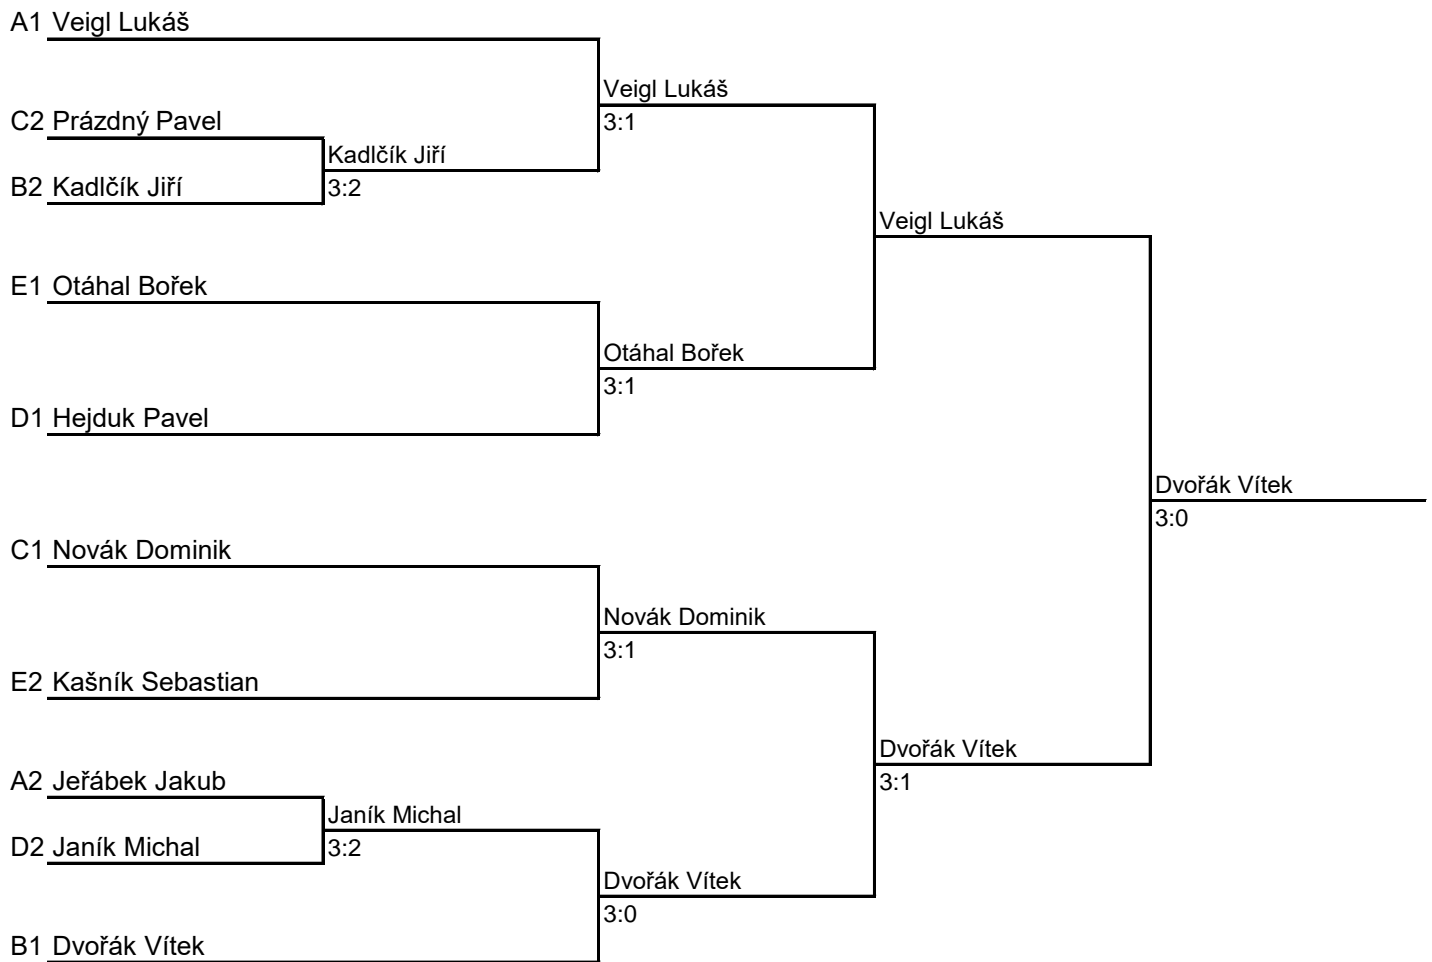 A1 Veigl Lukáš
Veigl Lukáš
C2 Prázdný Pavel
3:1
Kadlčík Jiří
B2 Kadlčík Jiří
3:2
Veigl Lukáš
E1 Otáhal Bořek
Otáhal Bořek
3:1
D1 Hejduk Pavel
Dvořák Vítek
3:0
C1 Novák Dominik
Novák Dominik
3:1
E2 Kašník Sebastian
Dvořák Vítek
A2 Jeřábek Jakub
3:1
Janík Michal
D2 Janík Michal
3:2
Dvořák Vítek
3:0
B1 Dvořák Vítek